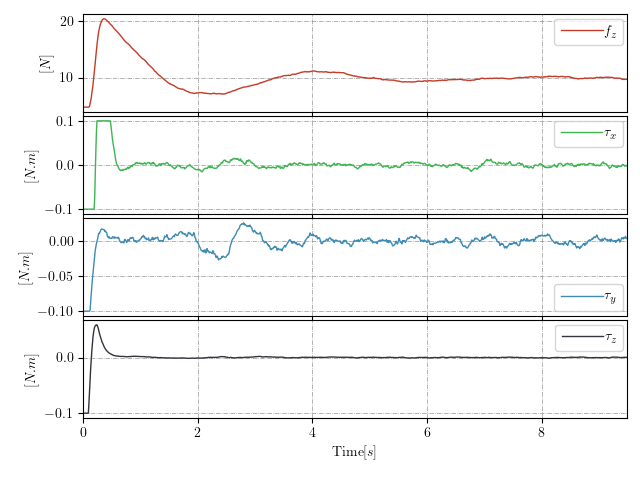 20
10
[N]
f_z
0.1
0.0
−0.1
[N.m]
τ_x
0.00
−0.05
−0.10
[N.m]
τ_y
0.0
−0.1
[N.m]
τ_z
0 2 4 6 8
Time[s]